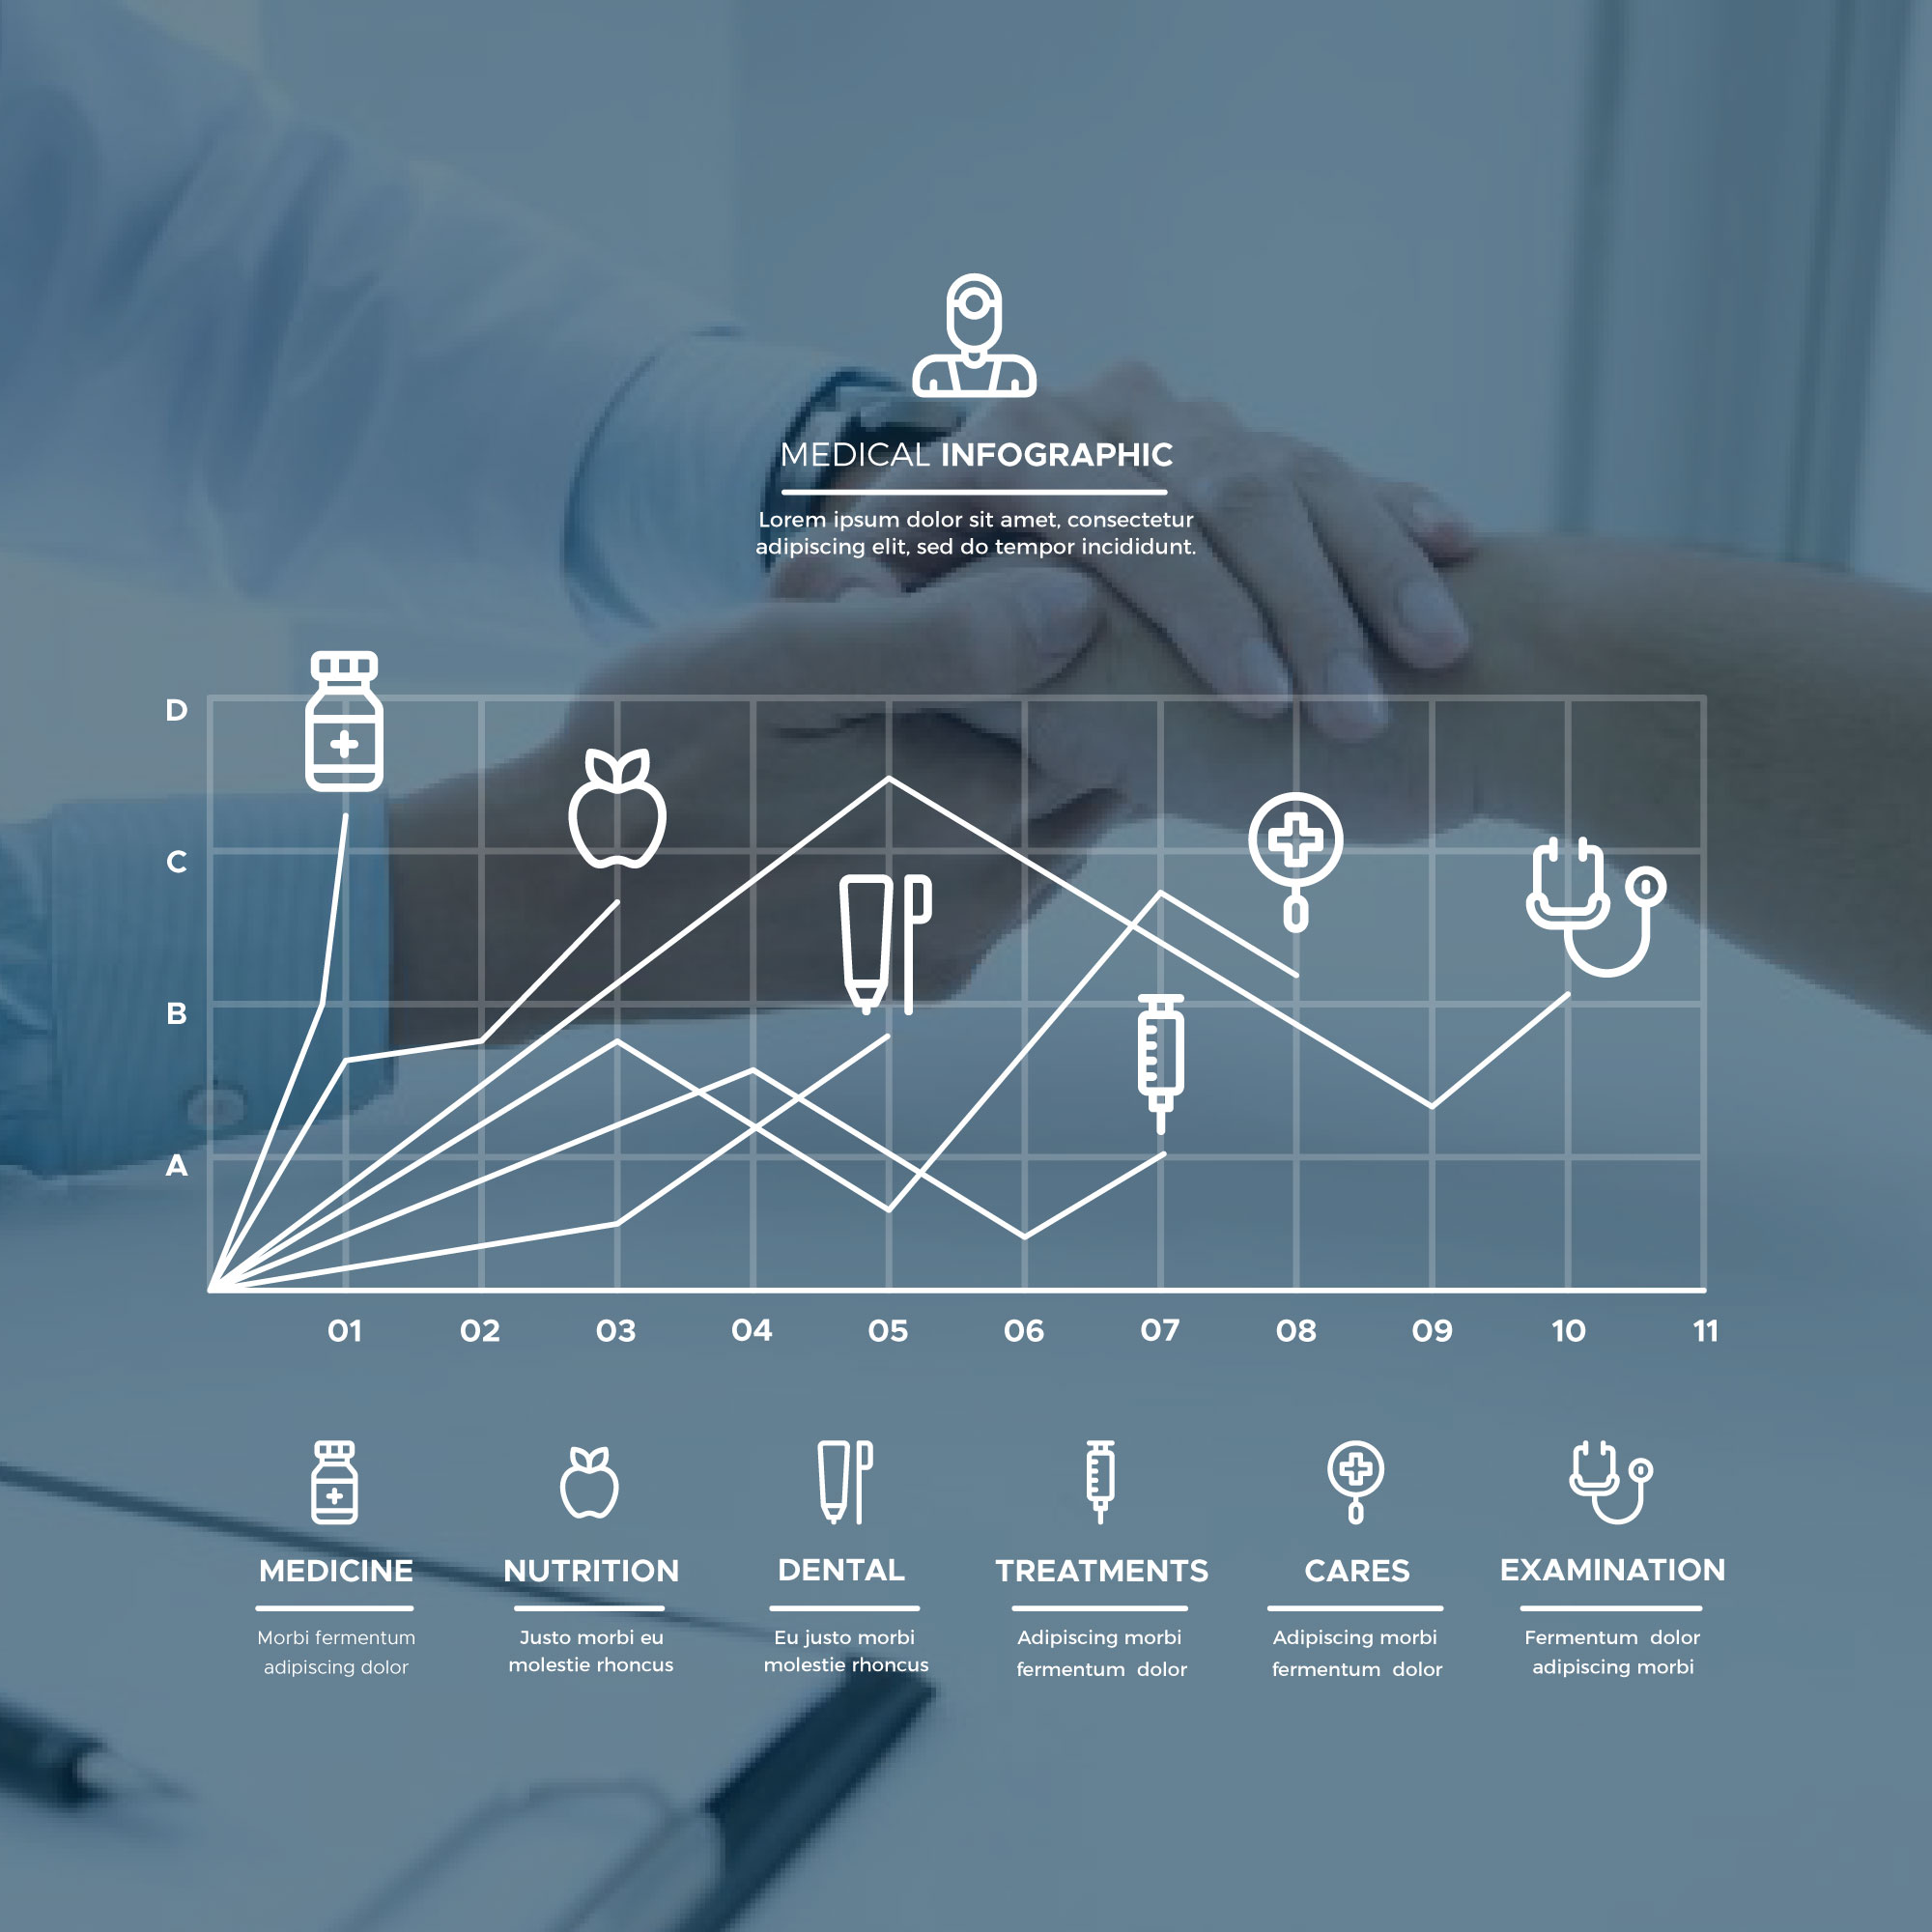 MEDICAL INFOGRAPHIC
Lorem ipsum dolor sit amet, consectetur
adipiscing elit, sed do tempor incididunt.
D
C
B
A
01 02 03 04 05 06 07 08 09 10 11
MEDICINE
Morbi fermentum
adipiscing dolor
NUTRITION
Justo morbi eu
molestie rhoncus
DENTAL
Eu justo morbi
molestie rhoncus
TREATMENTS
Adipiscing morbi
fermentum dolor
CARES
Adipiscing morbi
fermentum dolor
EXAMINATION
Fermentum dolor
adipiscing morbi